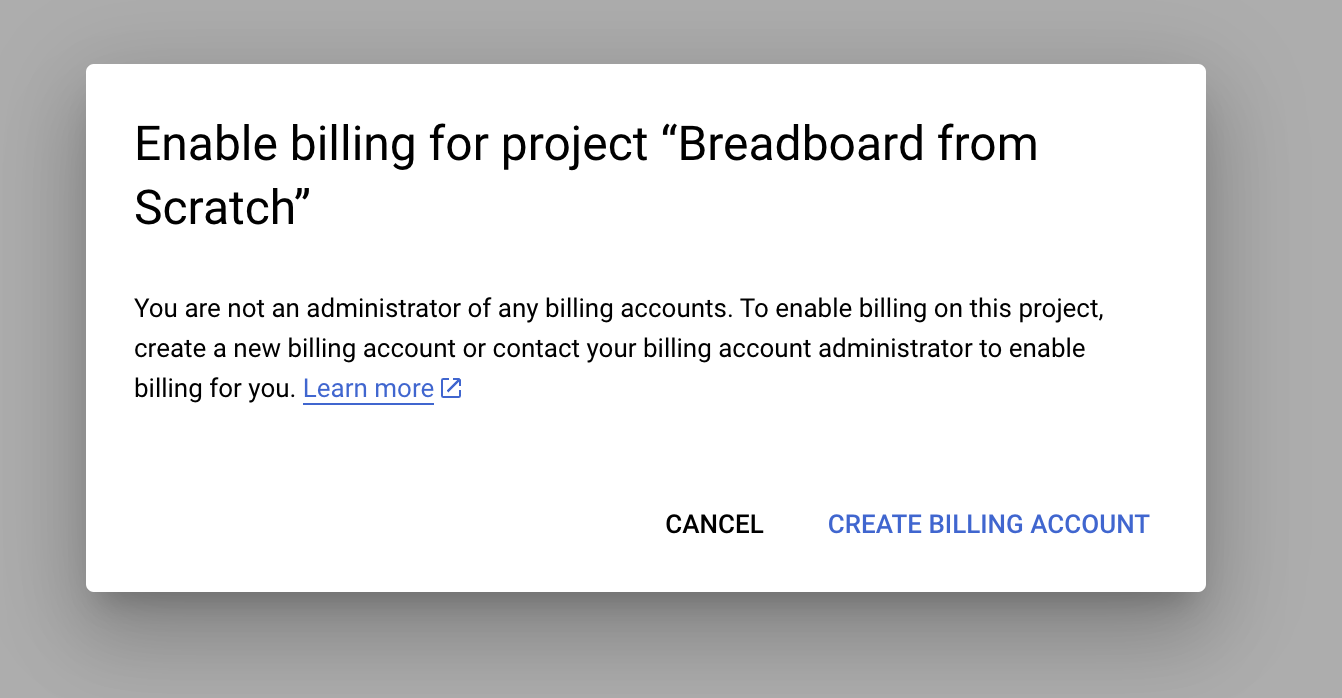 Enable billing for project “Breadboard from
Scratch”
You are not an administrator of any billing accounts. To enable billing on this project,
create a new billing account or contact your billing account administrator to enable
billing for you. Learn more
CANCEL
CREATE BILLING ACCOUNT